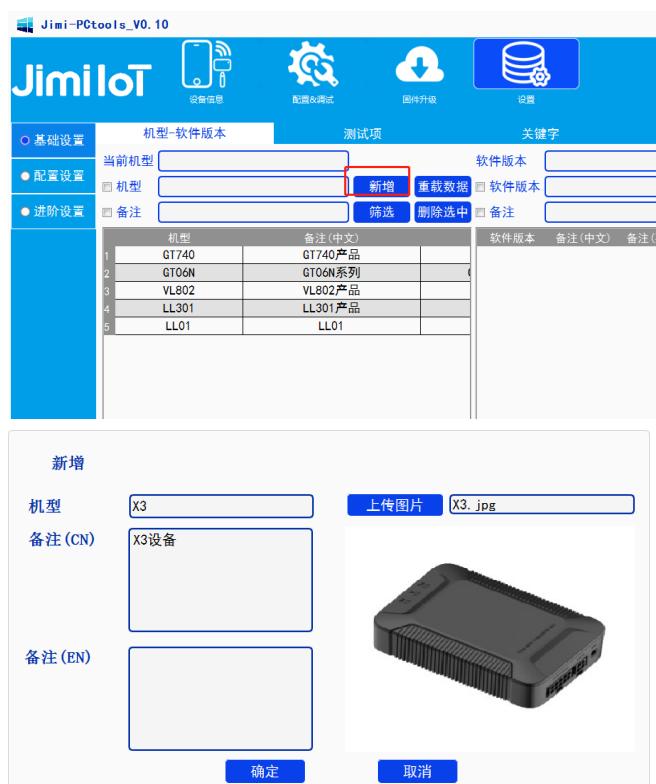 Jimi-PCtools_V0.10
Jimi IoT
设备信息
配置&调试
固件升级
设置
基础设置
配置设置
进阶设置
机型-软件版本 测试项 关键字
当前机型 软件版本
机型 新增 重载数据 软件版本
备注 筛选 删除选中 备注
机型 备注(中文) 软件版本 备注(中文) 备注(
1 GT740 GT740产品
2 GT06N GT06N系列
3 VL802 VL802产品
4 LL301 LL301产品
5 LL01 LL01
新增
机型 X3 上传图片 X3.jpg
备注(CN) X3设备
备注(EN)
确定 取消